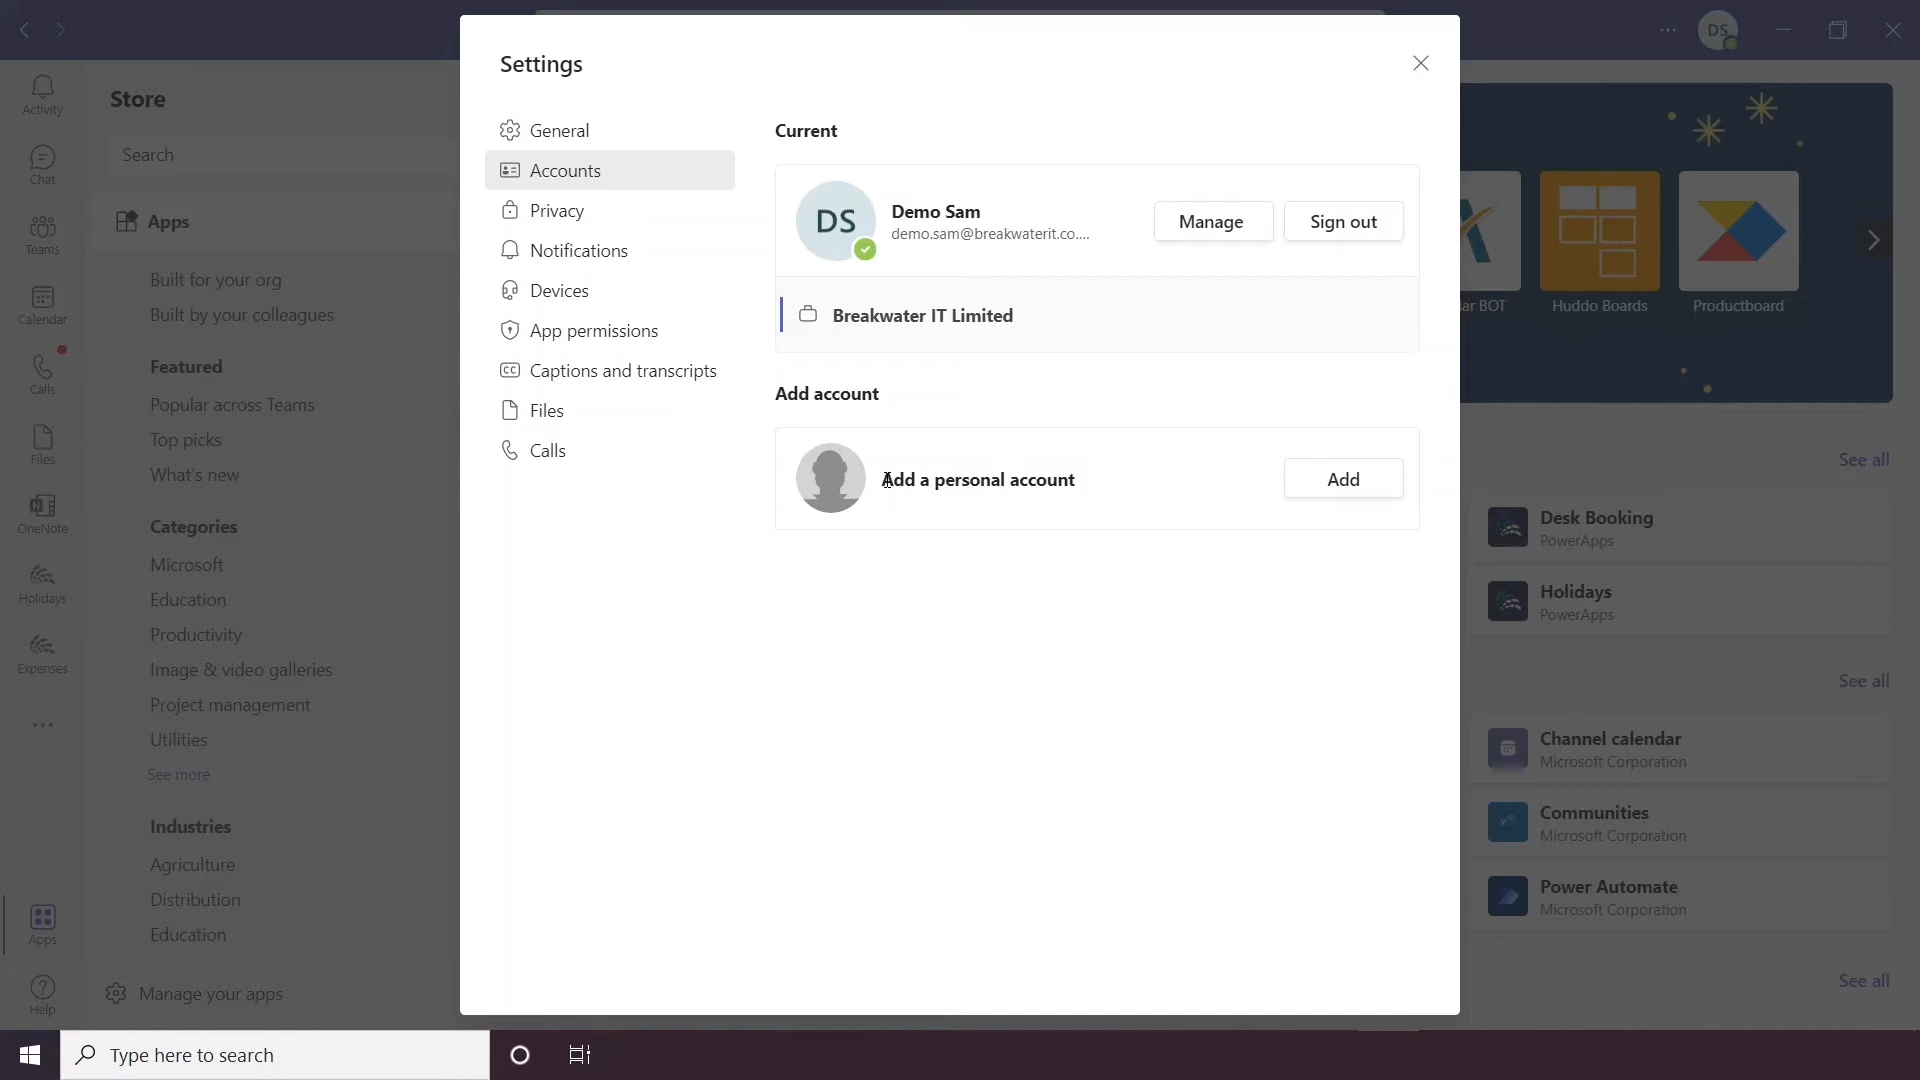 DS
Activity
Chat
Teams
Calendar
Calls
Files
OneNote
Holidays
Expenses
Apps
Help
Store
Search
Apps
Built for your org
Built by your colleagues
Featured
Popular across Teams
Top picks
What's new
Categories
Microsoft
Education
Productivity
Image & video galleries
Project management
Utilities
See more
Industries
Agriculture
Distribution
Education
Manage your apps
Settings
General
Accounts
Privacy
Notifications
Devices
App permissions
CC Captions and transcripts
Files
Calls
Current
DS
Demo Sam
demo.sam@breakwaterit.co....
Manage
Sign out
Breakwater IT Limited
Add account
Add a personal account
Add
lar BOT
Huddo Boards
Productboard
See all
Desk Booking
PowerApps
Holidays
PowerApps
See all
Channel calendar
Microsoft Corporation
Communities
Microsoft Corporation
Power Automate
Microsoft Corporation
See all
Type here to search